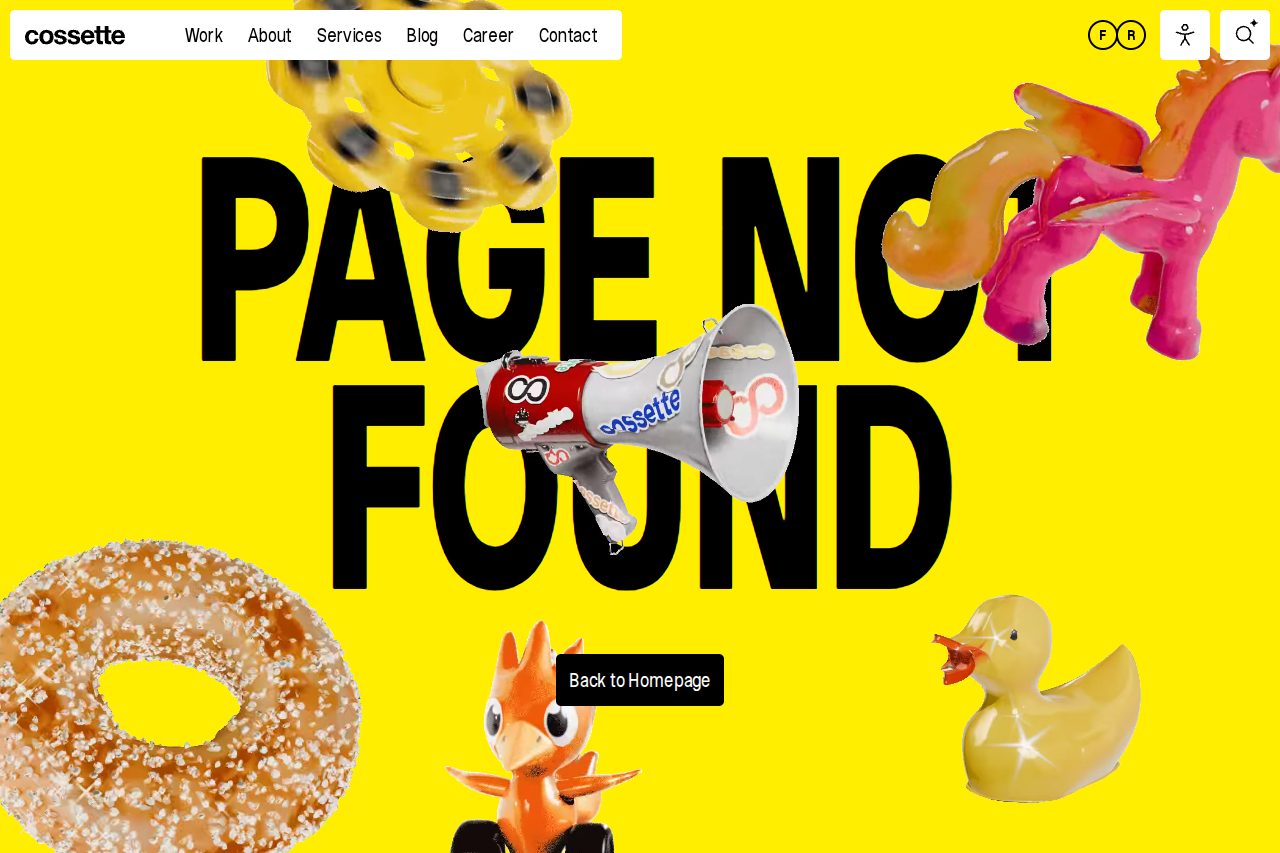 cossette
Work
About
Services
Blog
Career
Contact
F R
PAGE NOT
FOUND
cossette
Back to Homepage